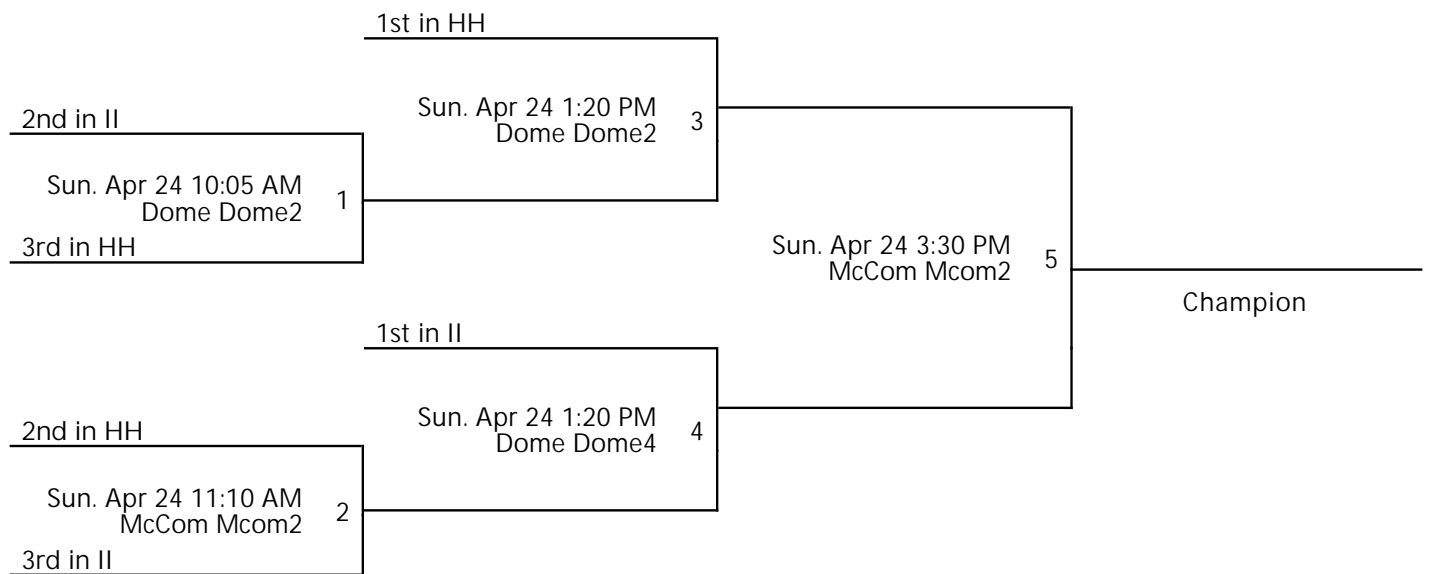 1st in HH
Sun. Apr 24 1:20 PM
Dome Dome2
3
2nd in II
Sun. Apr 24 10:05 AM
Dome Dome2
1
3rd in HH
Sun. Apr 24 3:30 PM
McCom Mcom2
5
Champion
1st in II
Sun. Apr 24 1:20 PM
Dome Dome4
4
2nd in HH
Sun. Apr 24 11:10 AM
McCom Mcom2
2
3rd in II